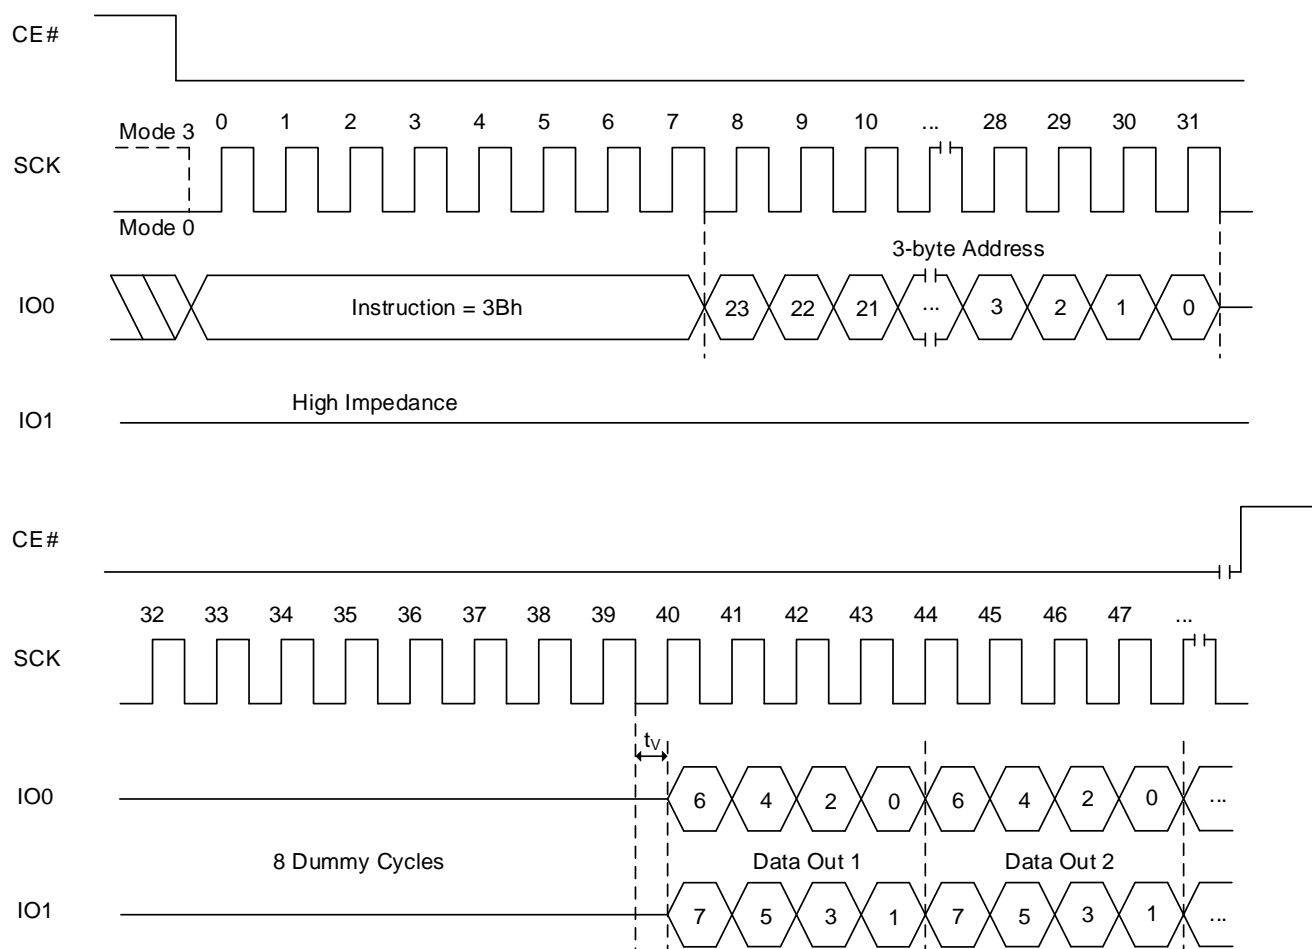 CE#
Mode 3 0 1 2 3 4 5 6 7 8 9 10 ... 28 29 30 31
SCK
Mode 0
3-byte Address
IO0 Instruction = 3Bh 23 22 21 ... 3 2 1 0
High Impedance
IO1
CE#
32 33 34 35 36 37 38 39 40 41 42 43 44 45 46 47 ...
SCK
tV
IO0 6 4 2 0 6 4 2 0 ...
8 Dummy Cycles Data Out 1 Data Out 2
IO1 7 5 3 1 7 5 3 1 ...